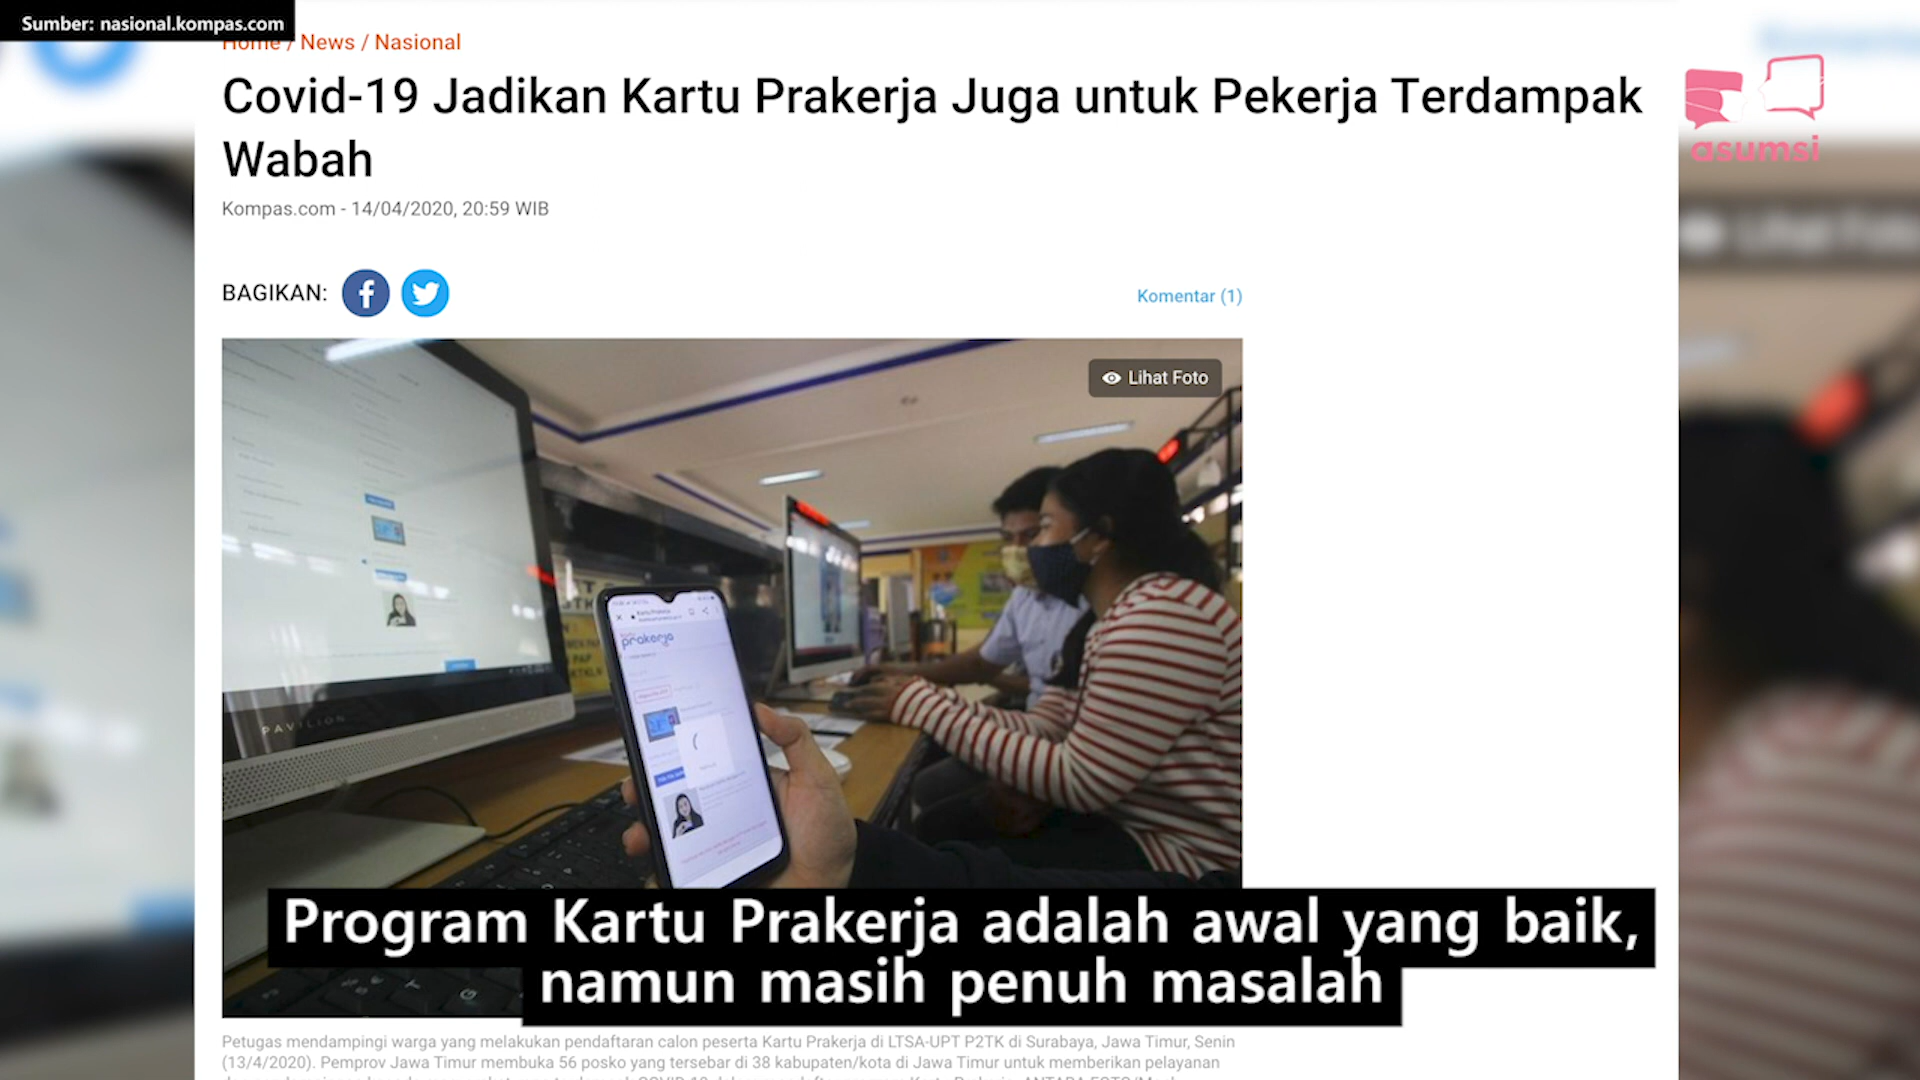 Sumber: nasional.kompas.com
Home / News / Nasional
Covid-19 Jadikan Kartu Prakerja Juga untuk Pekerja Terdampak
Wabah
asumsi
Kompas.com - 14/04/2020, 20:59 WIB
BAGIKAN:
Komentar (1)
Lihat Foto
PAVILION
prakerja
Program Kartu Prakerja adalah awal yang baik,
namun masih penuh masalah
Petugas mendampingi warga yang melakukan pendaftaran calon peserta Kartu Prakerja di LTSA-UPT P2TK di Surabaya, Jawa Timur, Senin
(13/4/2020). Pemprov Jawa Timur membuka 56 posko yang tersebar di 38 kabupaten/kota di Jawa Timur untuk memberikan pelayanan